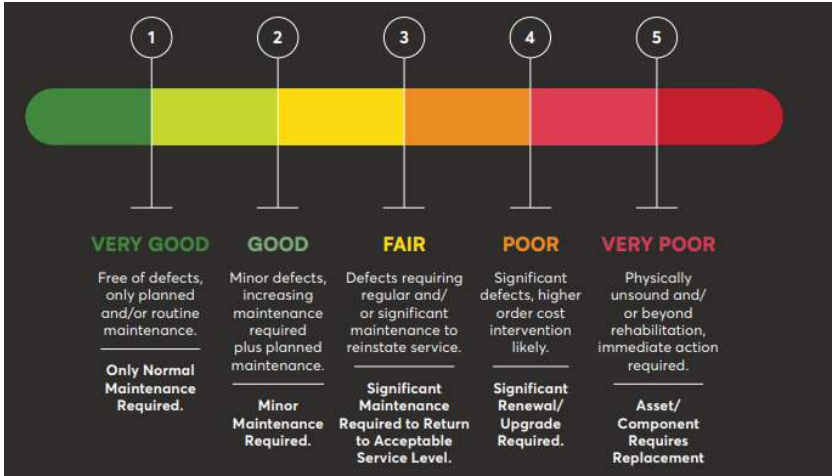 1
2
3
4
5
VERY GOOD
Free of defects,
only planned
and/or routine
maintenance.
Only Normal
Maintenance
Required.
GOOD
Minor defects,
increasing
maintenance
required
plus planned
maintenance.
Minor
Maintenance
Required.
FAIR
Defects requiring
regular and/
or significant
maintenance to
reinstate service.
Significant
Maintenance
Required to Return
to Acceptable
Service Level.
POOR
Significant
defects, higher
order cost
intervention
likely.
Significant
Renewal/
Upgrade
Required.
VERY POOR
Physically
unsound and/
or beyond
rehabilitation,
immediate action
required.
Asset/
Component
Requires
Replacement